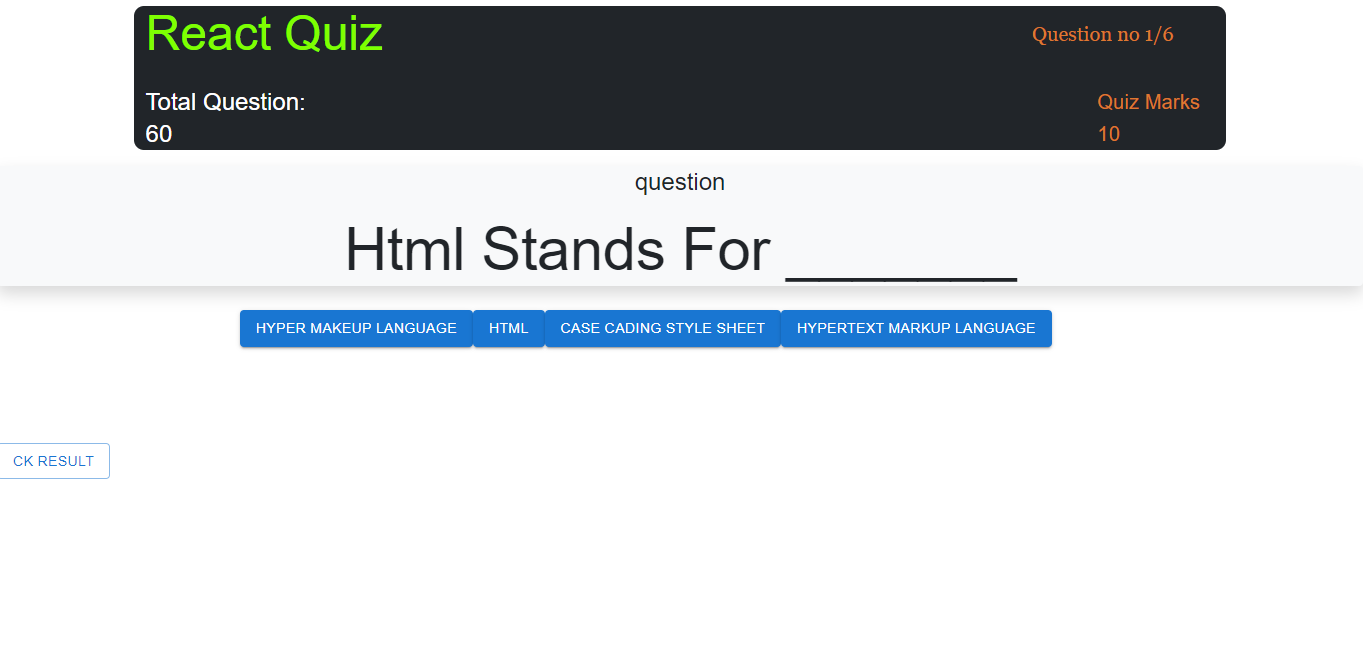 React Quiz
Question no 1/6
Total Question:
60
Quiz Marks
10
question
Html Stands For _______
HYPER MAKEUP LANGUAGE
HTML
CASE CADING STYLE SHEET
HYPERTEXT MARKUP LANGUAGE
CK RESULT